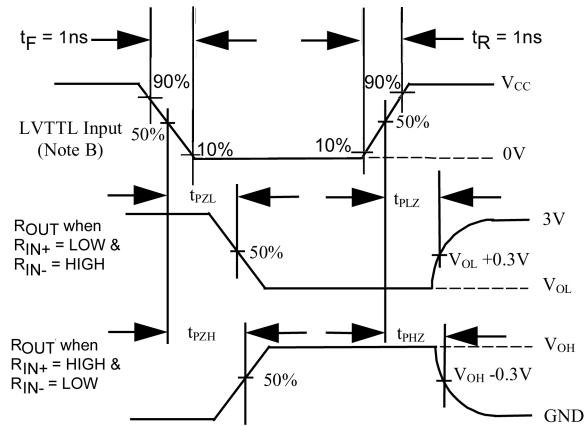 tF = 1ns
tR = 1ns
90%
90%
VCC
LVTTL Input
(Note B)
50%
50%
10%
10%
0V
tPZL
tPLZ
ROUT when
RIN+ = LOW &
RIN- = HIGH
3V
50%
VOL +0.3V
VOL
tPZH
tPHZ
ROUT when
RIN+ = HIGH &
RIN- = LOW
VOH
50%
VOH -0.3V
GND